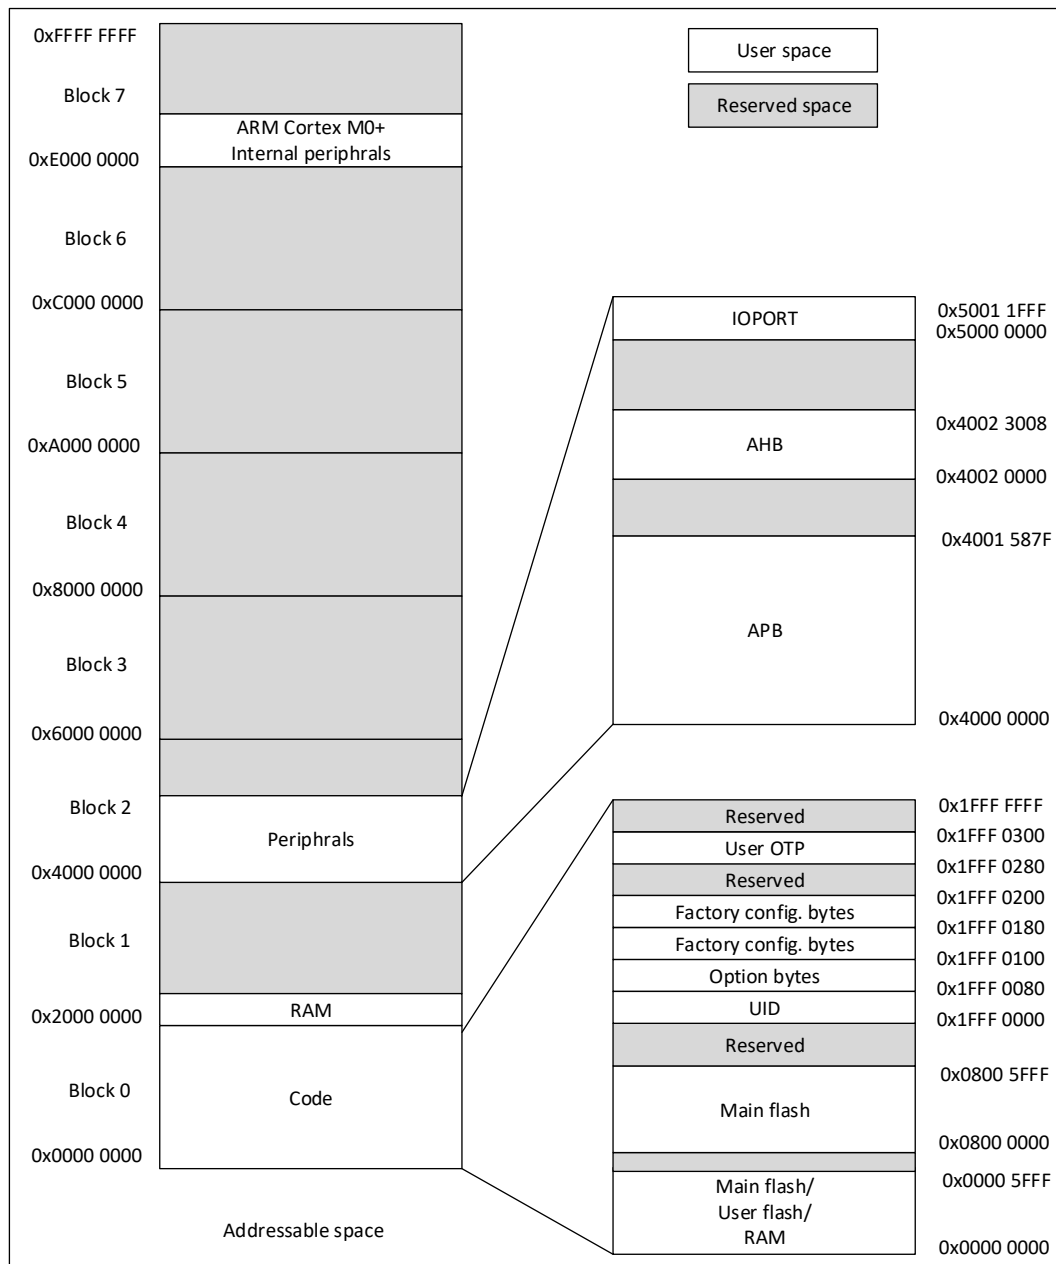 0xFFFF FFFF
Block 7
ARM Cortex M0+
Internal periphrals
0xE000 0000
Block 6
0xC000 0000
Block 5
0xA000 0000
Block 4
0x8000 0000
Block 3
0x6000 0000
Block 2
Periphrals
0x4000 0000
Block 1
RAM
0x2000 0000
Block 0
Code
0x0000 0000
Addressable space
User space
Reserved space
IOPORT
0x5001 1FFF
0x5000 0000
AHB
0x4002 3008
0x4002 0000
0x4001 587F
APB
0x4000 0000
Reserved
0x1FFF FFFF
0x1FFF 0300
User OTP
0x1FFF 0280
Reserved
0x1FFF 0200
Factory config. bytes
0x1FFF 0180
Factory config. bytes
0x1FFF 0100
Option bytes
0x1FFF 0080
UID
0x1FFF 0000
Reserved
0x0800 5FFF
Main flash
0x0800 0000
0x0000 5FFF
Main flash/
User flash/
RAM
0x0000 0000